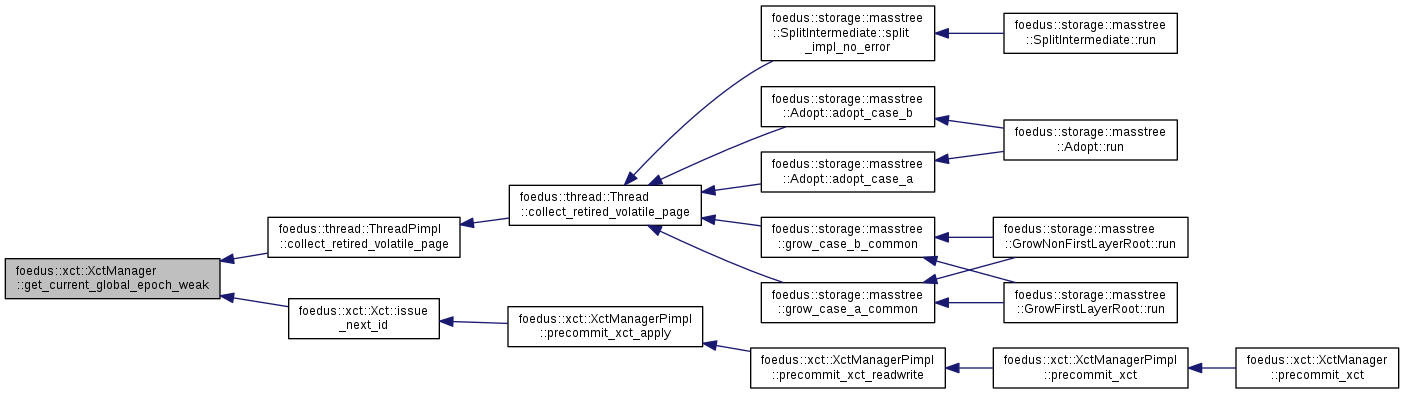 foedus::xct::XctManager
::get_current_global_epoch_weak
foedus::thread::ThreadPimpl
::collect_retired_volatile_page
foedus::thread::Thread
::collect_retired_volatile_page
foedus::storage::masstree
::SplitIntermediate::split
_impl_no_error
foedus::storage::masstree
::SplitIntermediate::run
foedus::storage::masstree
::Adopt::adopt_case_b
foedus::storage::masstree
::Adopt::run
foedus::storage::masstree
::Adopt::adopt_case_a
foedus::storage::masstree
::grow_case_b_common
foedus::storage::masstree
::GrowNonFirstLayerRoot::run
foedus::storage::masstree
::grow_case_a_common
foedus::storage::masstree
::GrowFirstLayerRoot::run
foedus::xct::Xct::issue
_next_id
foedus::xct::XctManagerPimpl
::precommit_xct_apply
foedus::xct::XctManagerPimpl
::precommit_xct_readwrite
foedus::xct::XctManagerPimpl
::precommit_xct
foedus::xct::XctManager
::precommit_xct